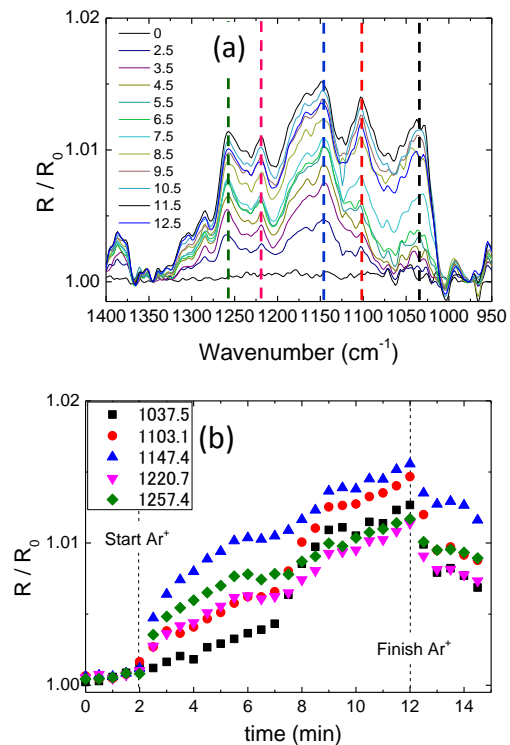 (a)
1.02
1.01
1.00
R / R₀
0
2.5
3.5
4.5
5.5
6.5
7.5
8.5
9.5
10.5
11.5
12.5
1400 1350 1300 1250 1200 1150 1100 1050 1000 950
Wavenumber (cm⁻¹)
(b)
1.02
1.01
1.00
R / R₀
1037.5
1103.1
1147.4
1220.7
1257.4
Start Ar⁺
Finish Ar⁺
0 2 4 6 8 10 12 14
time (min)